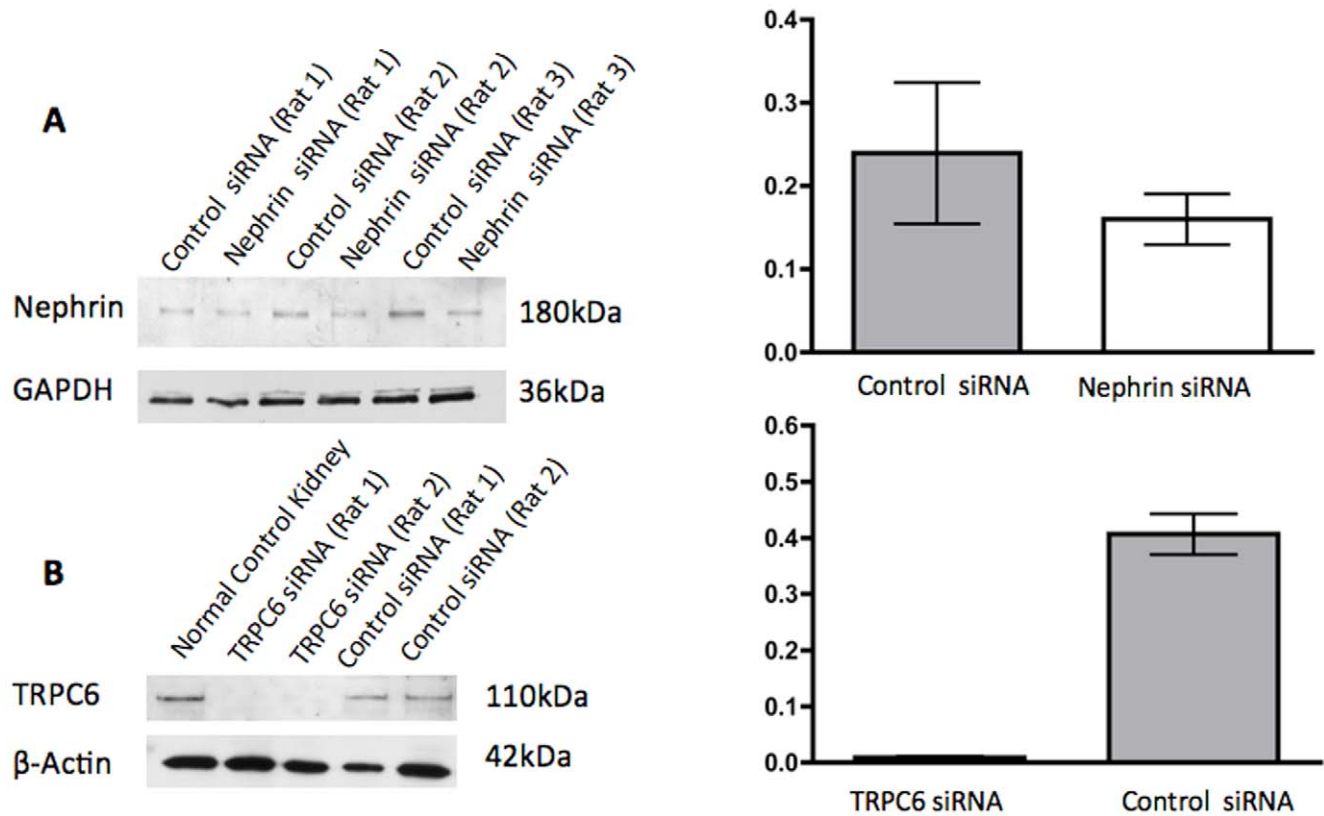 A
Control siRNA (Rat 1)
Nephrin siRNA (Rat 1)
Control siRNA (Rat 2)
Nephrin siRNA (Rat 2)
Control siRNA (Rat 3)
Nephrin siRNA (Rat 3)
Nephrin
180kDa
GAPDH
36kDa
0.4
0.3
0.2
0.1
0.0
Control siRNA
Nephrin siRNA
B
Normal Control Kidney
TRPC6 siRNA (Rat 1)
TRPC6 siRNA (Rat 2)
Control siRNA (Rat 1)
Control siRNA (Rat 2)
TRPC6
110kDa
β-Actin
42kDa
0.6
0.5
0.4
0.3
0.2
0.1
0.0
TRPC6 siRNA
Control siRNA